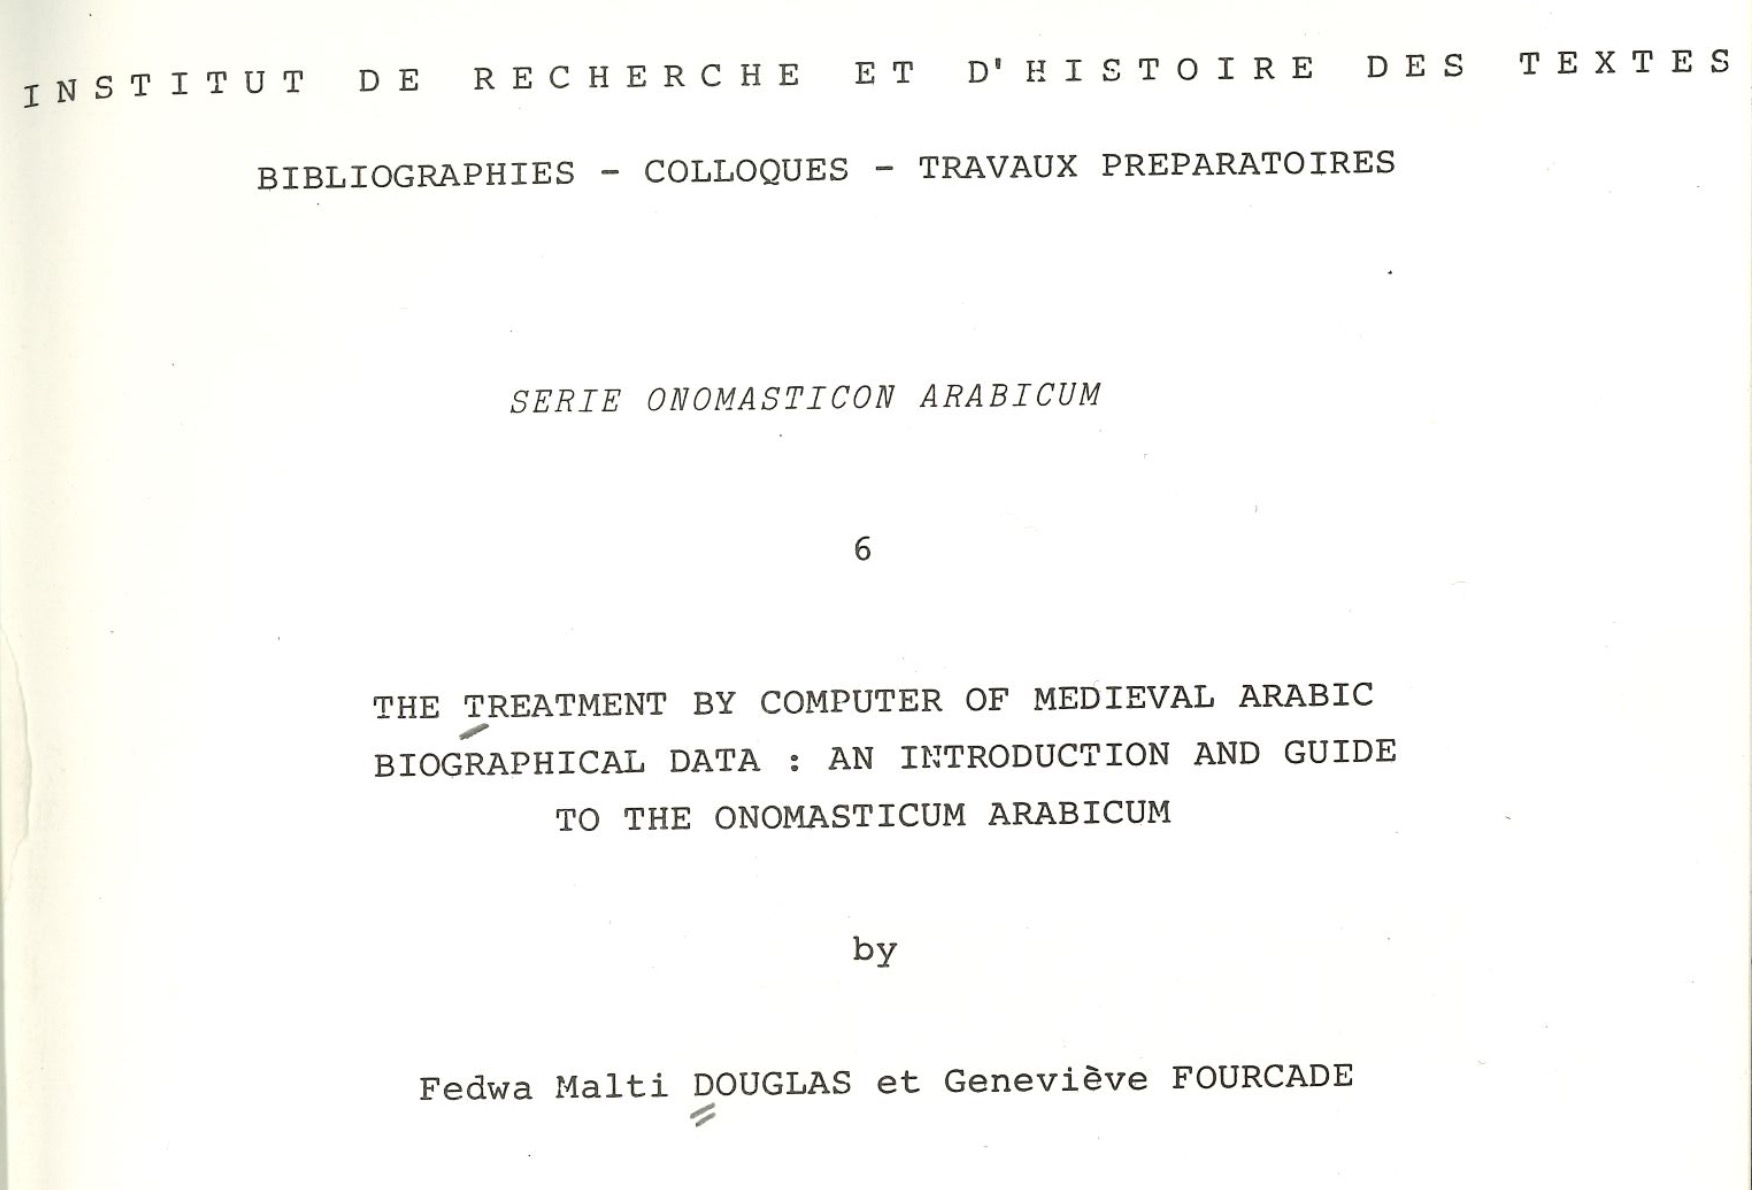 INSTITUT DE RECHERCHE ET D'HISTOIRE DES TEXTES
BIBLIOGRAPHIES - COLLOQUES - TRAVAUX PREPARATOIRES
SERIE ONOMASTICON ARABICUM
6
THE TREATMENT BY COMPUTER OF MEDIEVAL ARABIC
BIOGRAPHICAL DATA : AN INTRODUCTION AND GUIDE
TO THE ONOMASTICUM ARABICUM
by
Fedwa Malti DOUGLAS et Geneviève FOURCADE